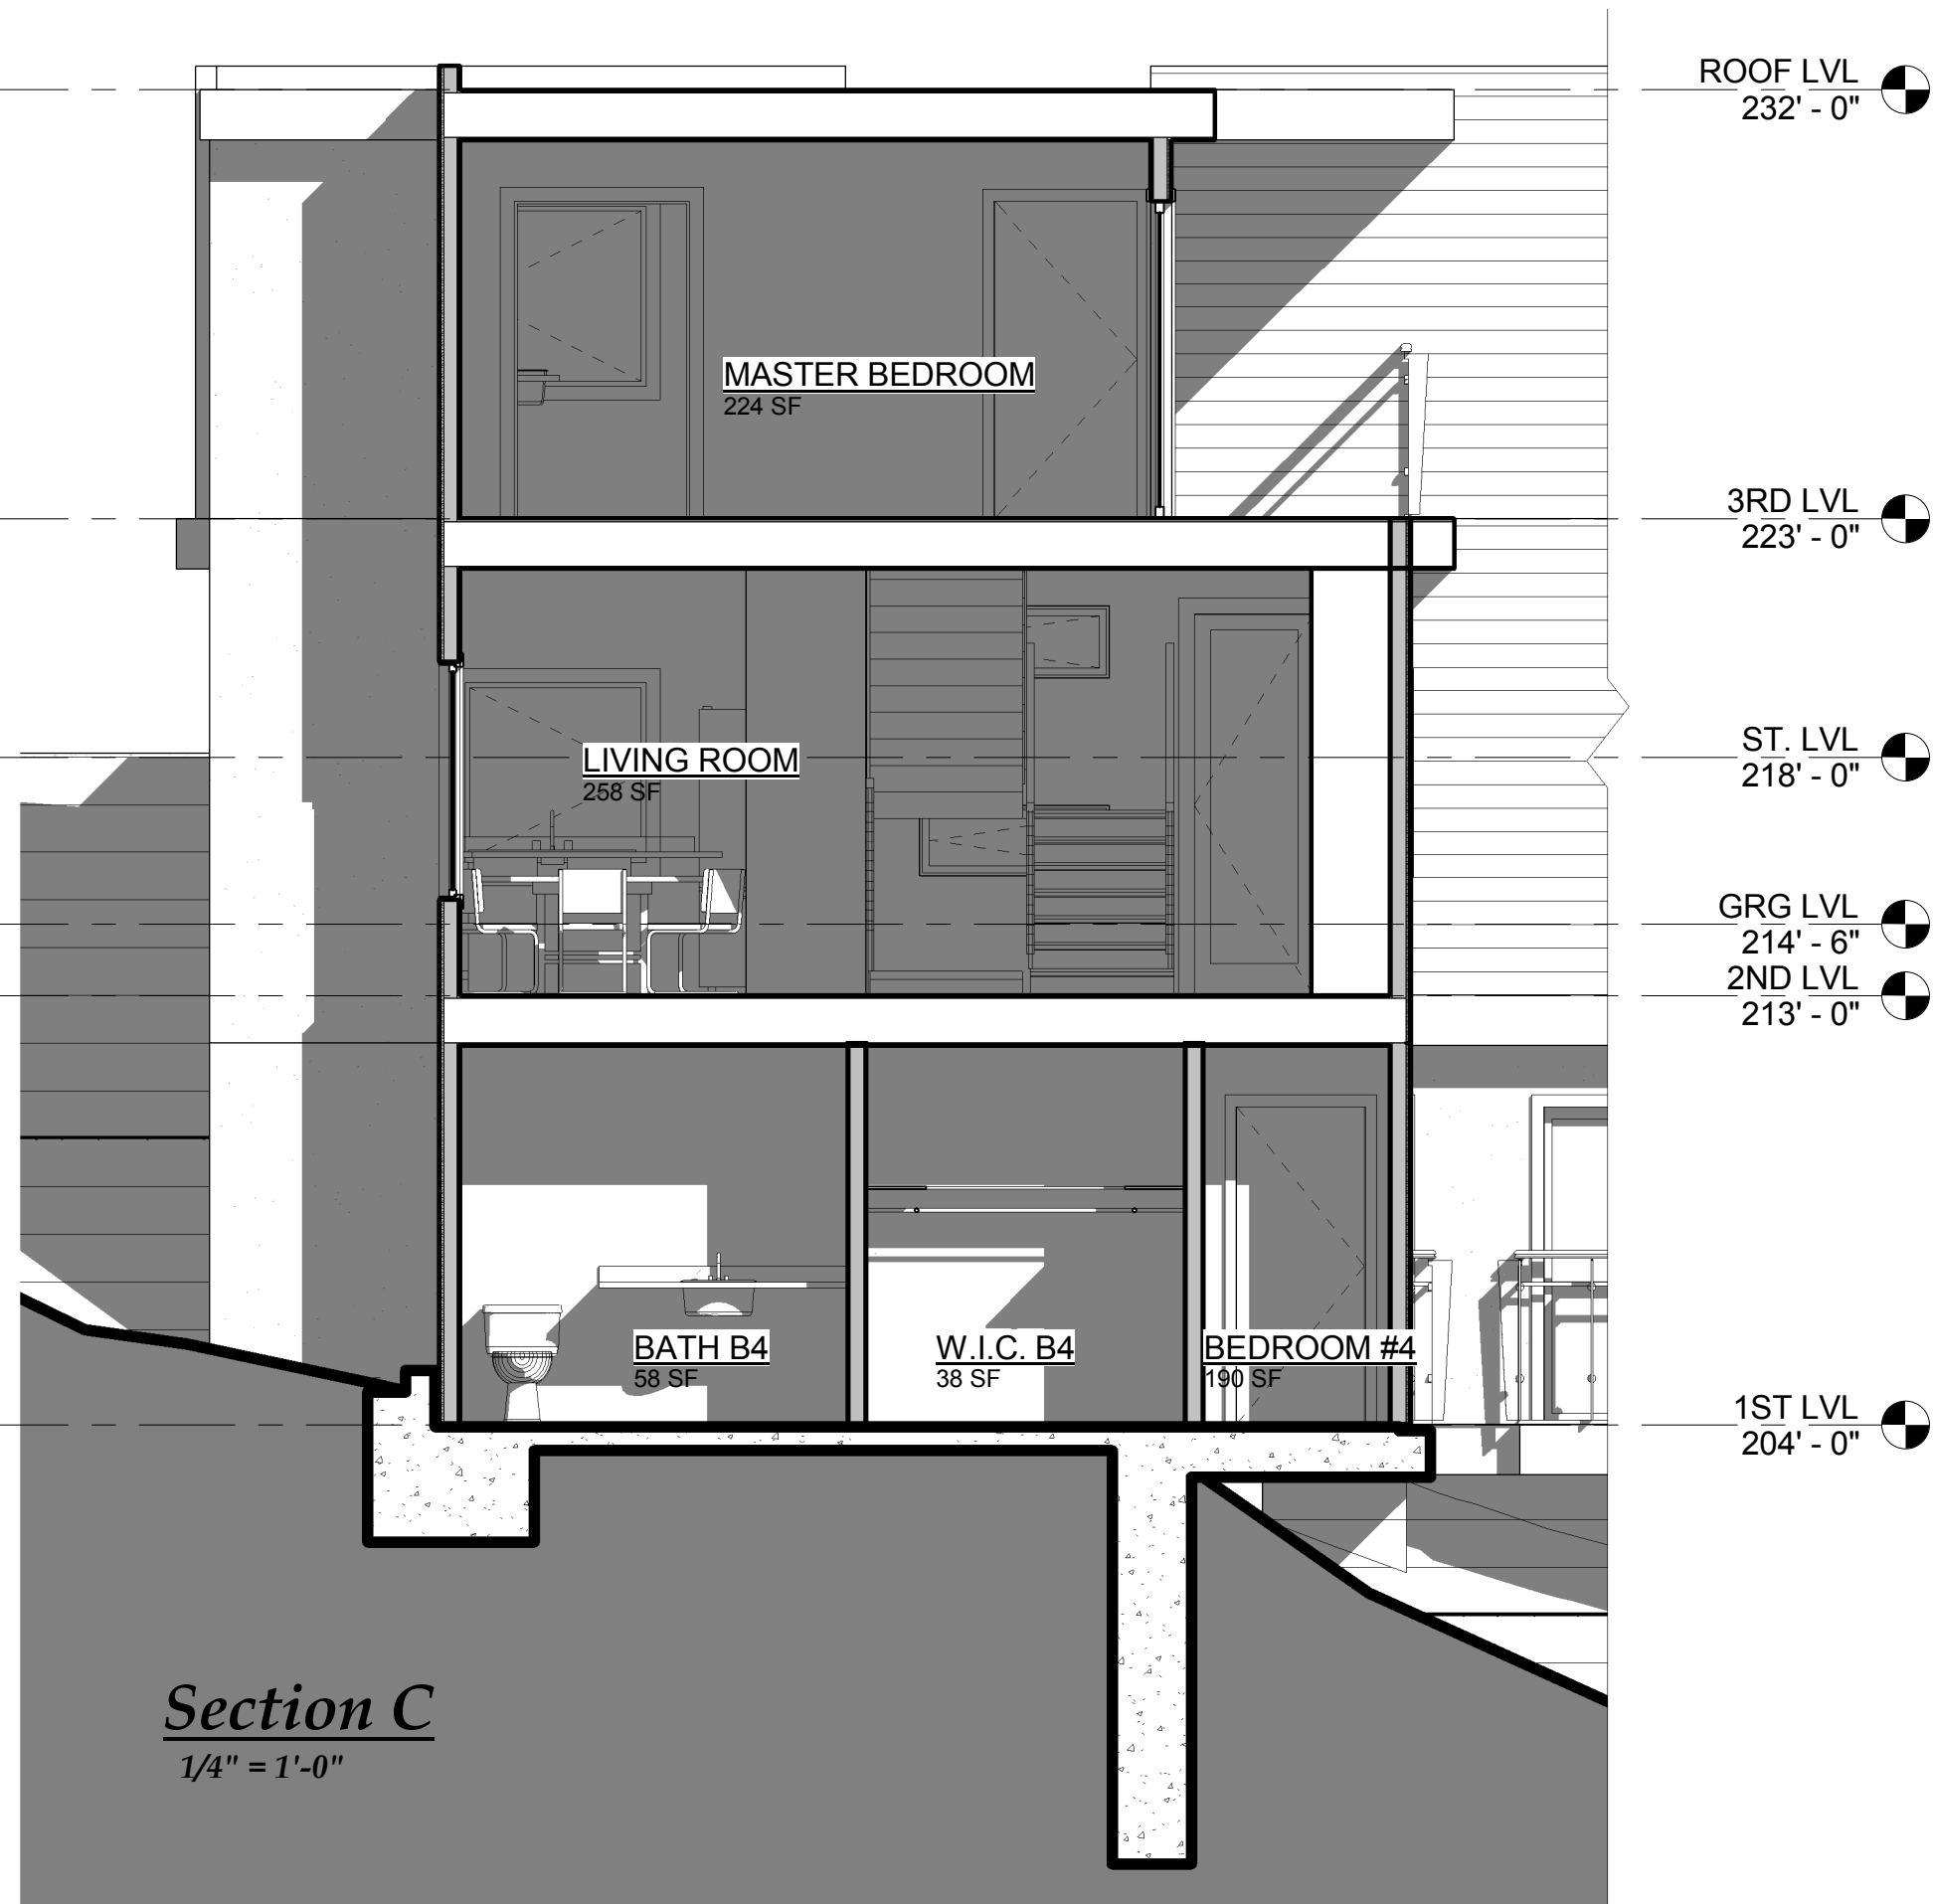 ROOF LVL
232' - 0"
MASTER BEDROOM
224 SF
3RD LVL
223' - 0"
LIVING ROOM
258 SF
ST. LVL
218' - 0"
GRG LVL
214' - 6"
2ND LVL
213' - 0"
BATH B4
58 SF
W.I.C. B4
38 SF
BEDROOM #4
190 SF
1ST LVL
204' - 0"
Section C
1/4" = 1'-0"